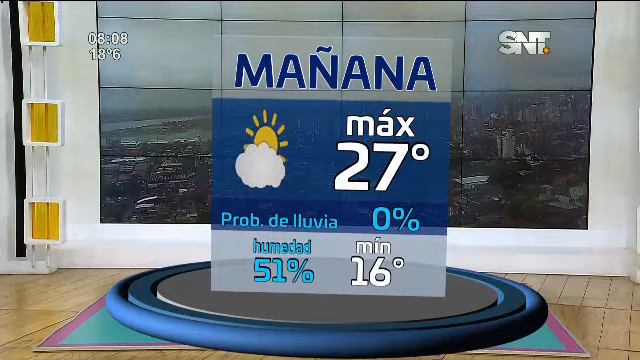 08:08
18°6
SNT.
MAÑANA
máx
27°
Prob. de lluvia 0%
humedad
51%
mín
16°